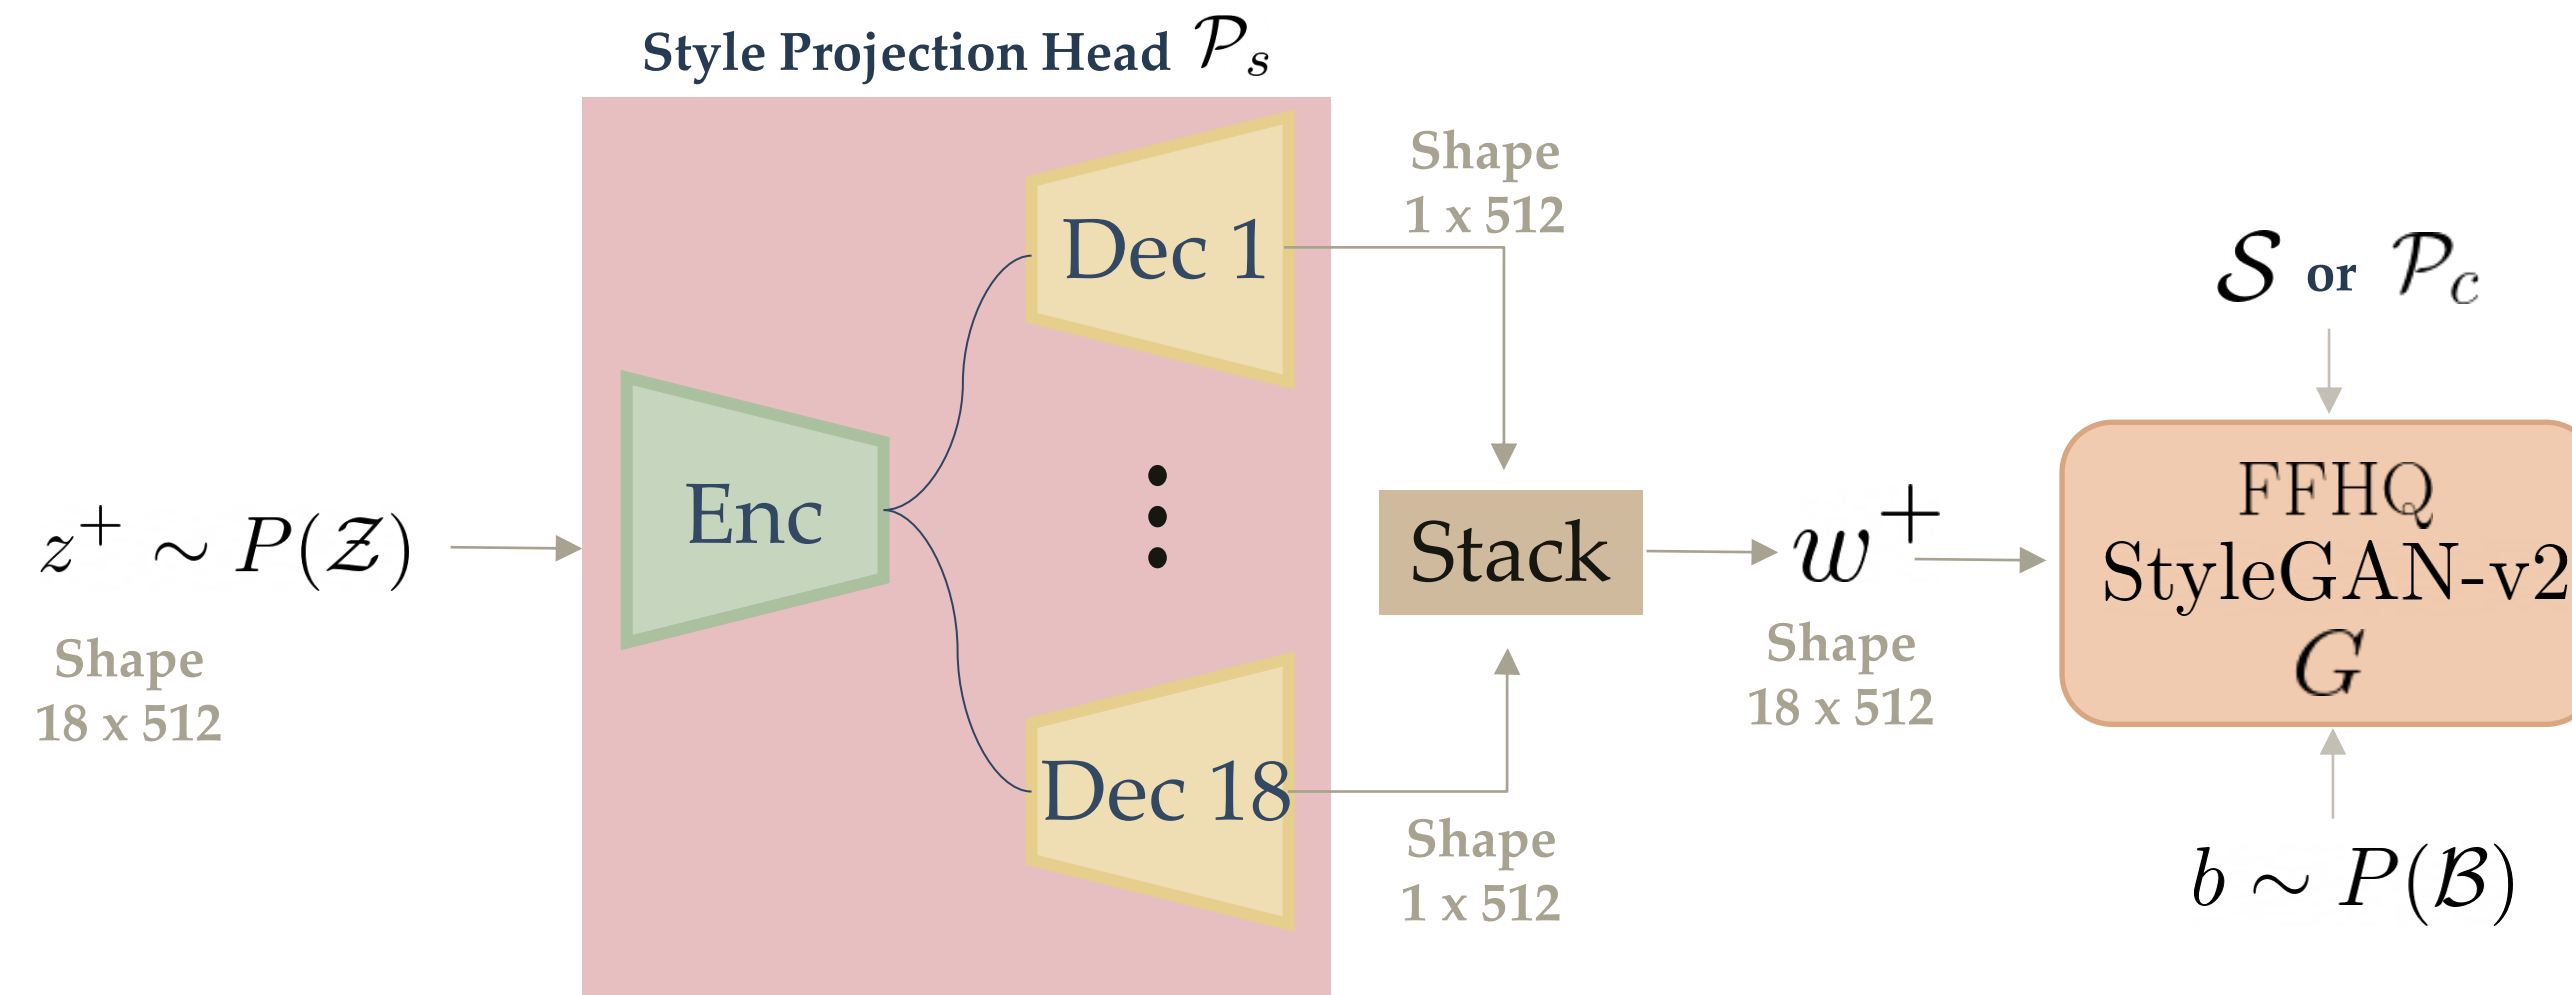 Style Projection Head 𝒫ₛ
Shape
1 x 512
Dec 1
𝒮 or 𝒫_c
Enc
z⁺ ∼ P(𝒵)
Shape
18 x 512
Stack
w⁺
Shape
18 x 512
FFHQ
StyleGAN-v2
G
Dec 18
Shape
1 x 512
b ∼ P(ℬ)